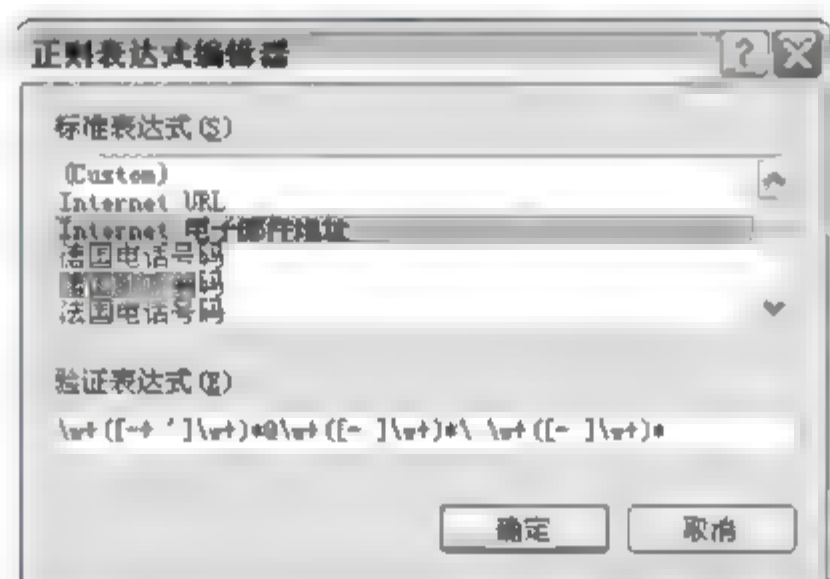 正则表达式编辑器
标准表达式(S)
(Custom)
Internet URL
Internet 电子邮件地址
德国电话号码
码
法国电话号码
验证表达式(E)
\w+([-+ ']\w+)*@\w+([- ]\w+)*\ \w+([- ]\w+)*
确定
取消